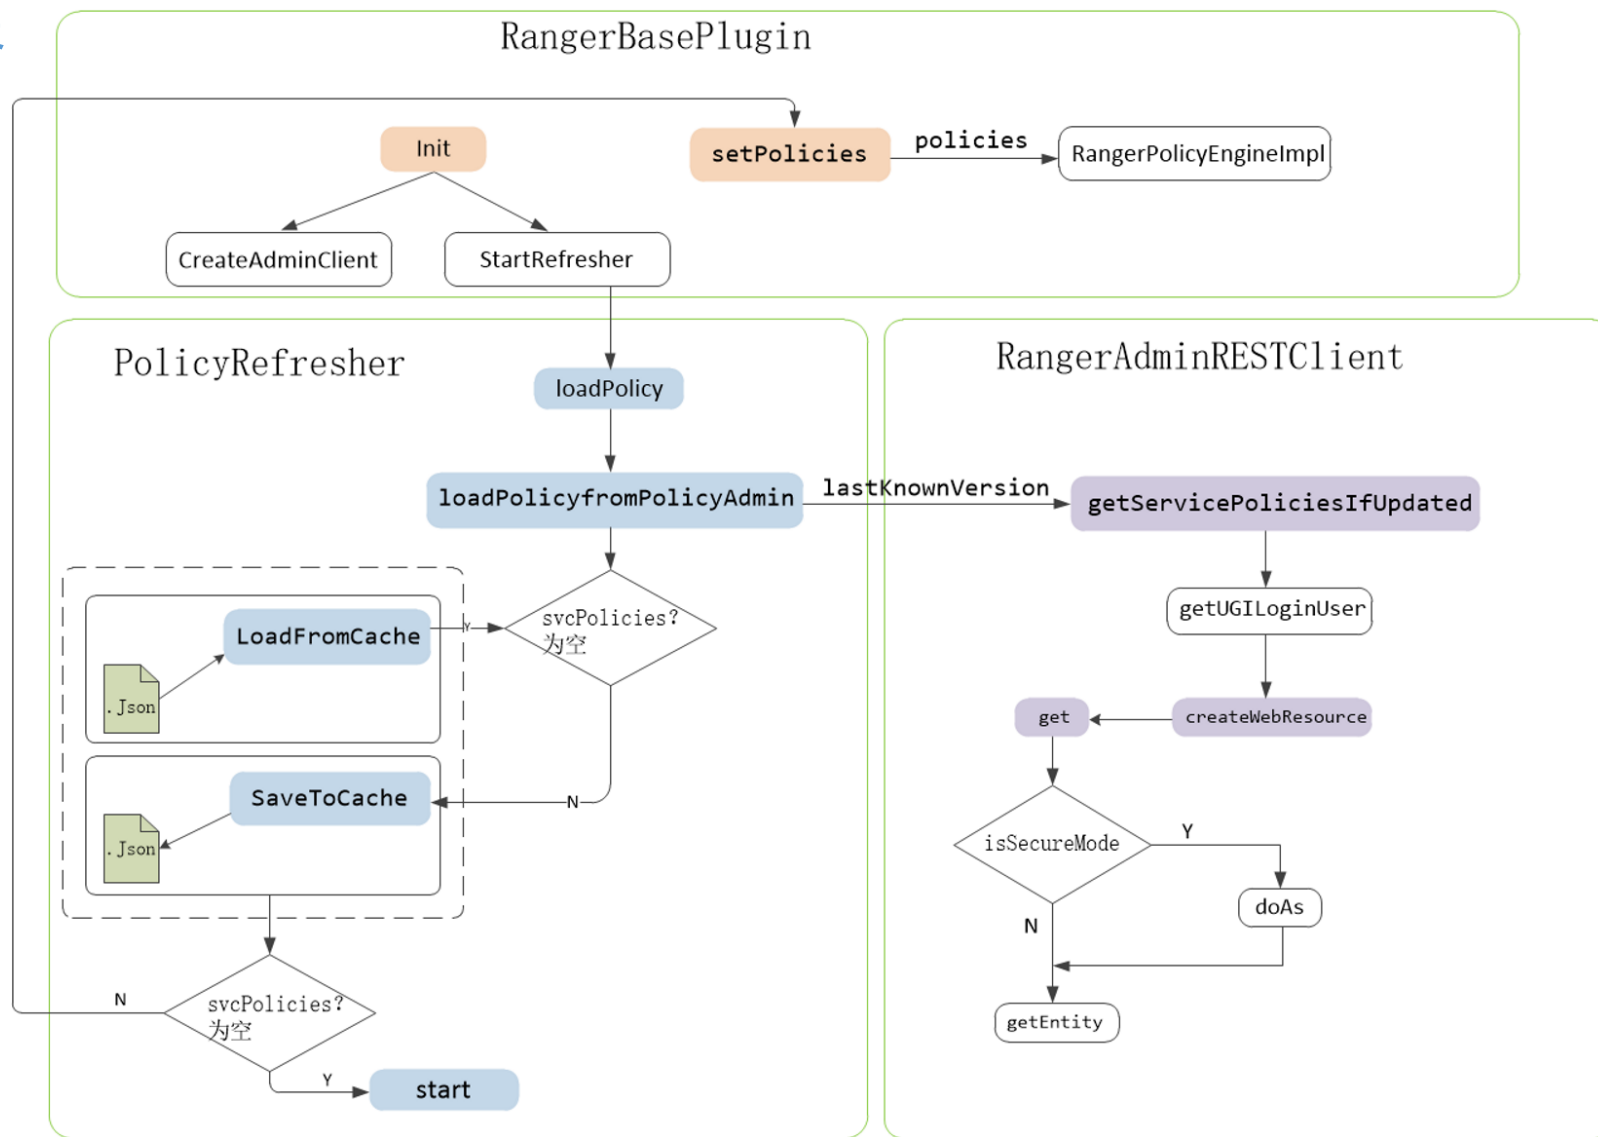 RangerBasePlugin
Init
setPolicies
policies
RangerPolicyEngineImpl
CreateAdminClient
StartRefresher
PolicyRefresher
loadPolicy
loadPolicyfromPolicyAdmin
lastKnownVersion
svcPolicies?
为空
LoadFromCache
Y
.Json
SaveToCache
N
.Json
svcPolicies?
为空
N
Y
start
RangerAdminRESTClient
getServicePoliciesIfUpdated
getUGILoginUser
createWebResource
get
isSecureMode
Y
doAs
N
getEntity